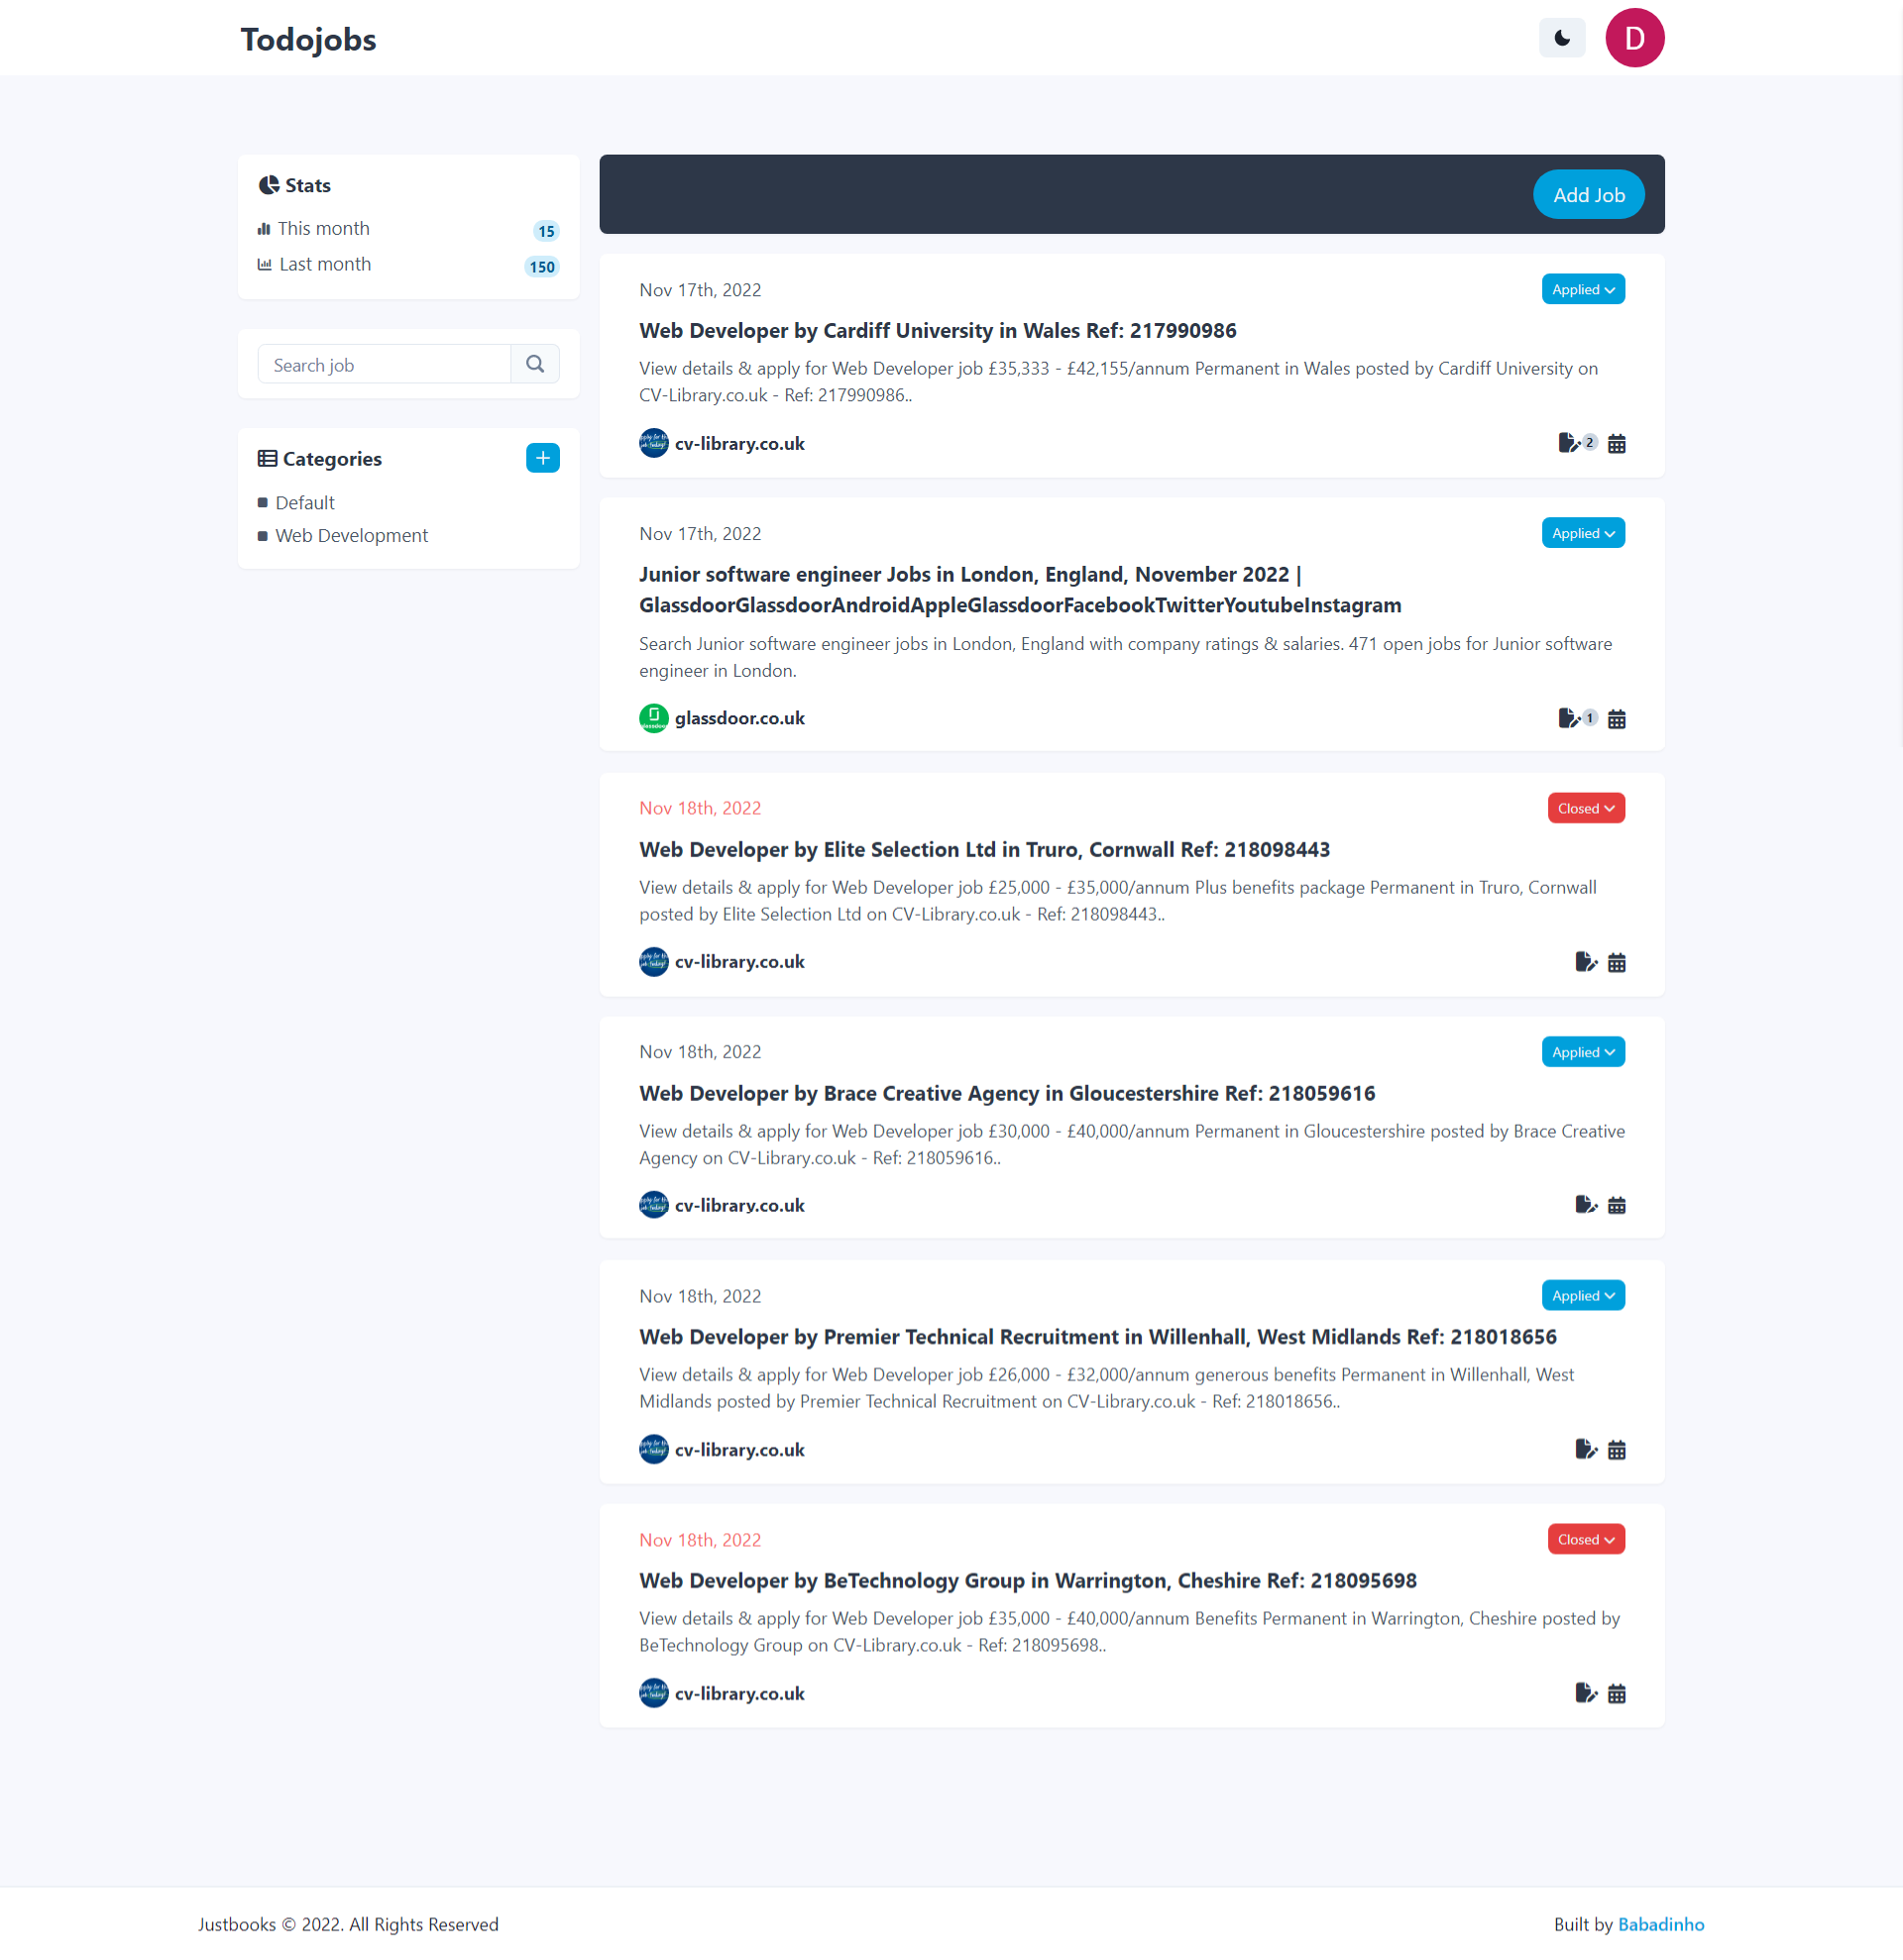 Todojobs
D
Stats
This month
15
Last month
150
Search job
Categories
Default
Web Development
Add Job
Nov 17th, 2022
Applied
Web Developer by Cardiff University in Wales Ref: 217990986
View details & apply for Web Developer job £35,333 - £42,155/annum Permanent in Wales posted by Cardiff University on
CV-Library.co.uk - Ref: 217990986..
cv-library.co.uk
2
Nov 17th, 2022
Applied
Junior software engineer Jobs in London, England, November 2022 |
GlassdoorGlassdoorAndroidAppleGlassdoorFacebookTwitterYoutubeInstagram
Search Junior software engineer jobs in London, England with company ratings & salaries. 471 open jobs for Junior software
engineer in London.
glassdoor.co.uk
1
Nov 18th, 2022
Closed
Web Developer by Elite Selection Ltd in Truro, Cornwall Ref: 218098443
View details & apply for Web Developer job £25,000 - £35,000/annum Plus benefits package Permanent in Truro, Cornwall
posted by Elite Selection Ltd on CV-Library.co.uk - Ref: 218098443..
cv-library.co.uk
Nov 18th, 2022
Applied
Web Developer by Brace Creative Agency in Gloucestershire Ref: 218059616
View details & apply for Web Developer job £30,000 - £40,000/annum Permanent in Gloucestershire posted by Brace Creative
Agency on CV-Library.co.uk - Ref: 218059616..
cv-library.co.uk
Nov 18th, 2022
Applied
Web Developer by Premier Technical Recruitment in Willenhall, West Midlands Ref: 218018656
View details & apply for Web Developer job £26,000 - £32,000/annum generous benefits Permanent in Willenhall, West
Midlands posted by Premier Technical Recruitment on CV-Library.co.uk - Ref: 218018656..
cv-library.co.uk
Nov 18th, 2022
Closed
Web Developer by BeTechnology Group in Warrington, Cheshire Ref: 218095698
View details & apply for Web Developer job £35,000 - £40,000/annum Benefits Permanent in Warrington, Cheshire posted by
BeTechnology Group on CV-Library.co.uk - Ref: 218095698..
cv-library.co.uk
Justbooks © 2022. All Rights Reserved
Built by Babadinho